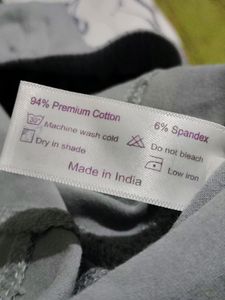 94% Premium Cotton 6% Spandex
30° Machine wash cold Do not bleach
Dry in shade Low iron
Made in India